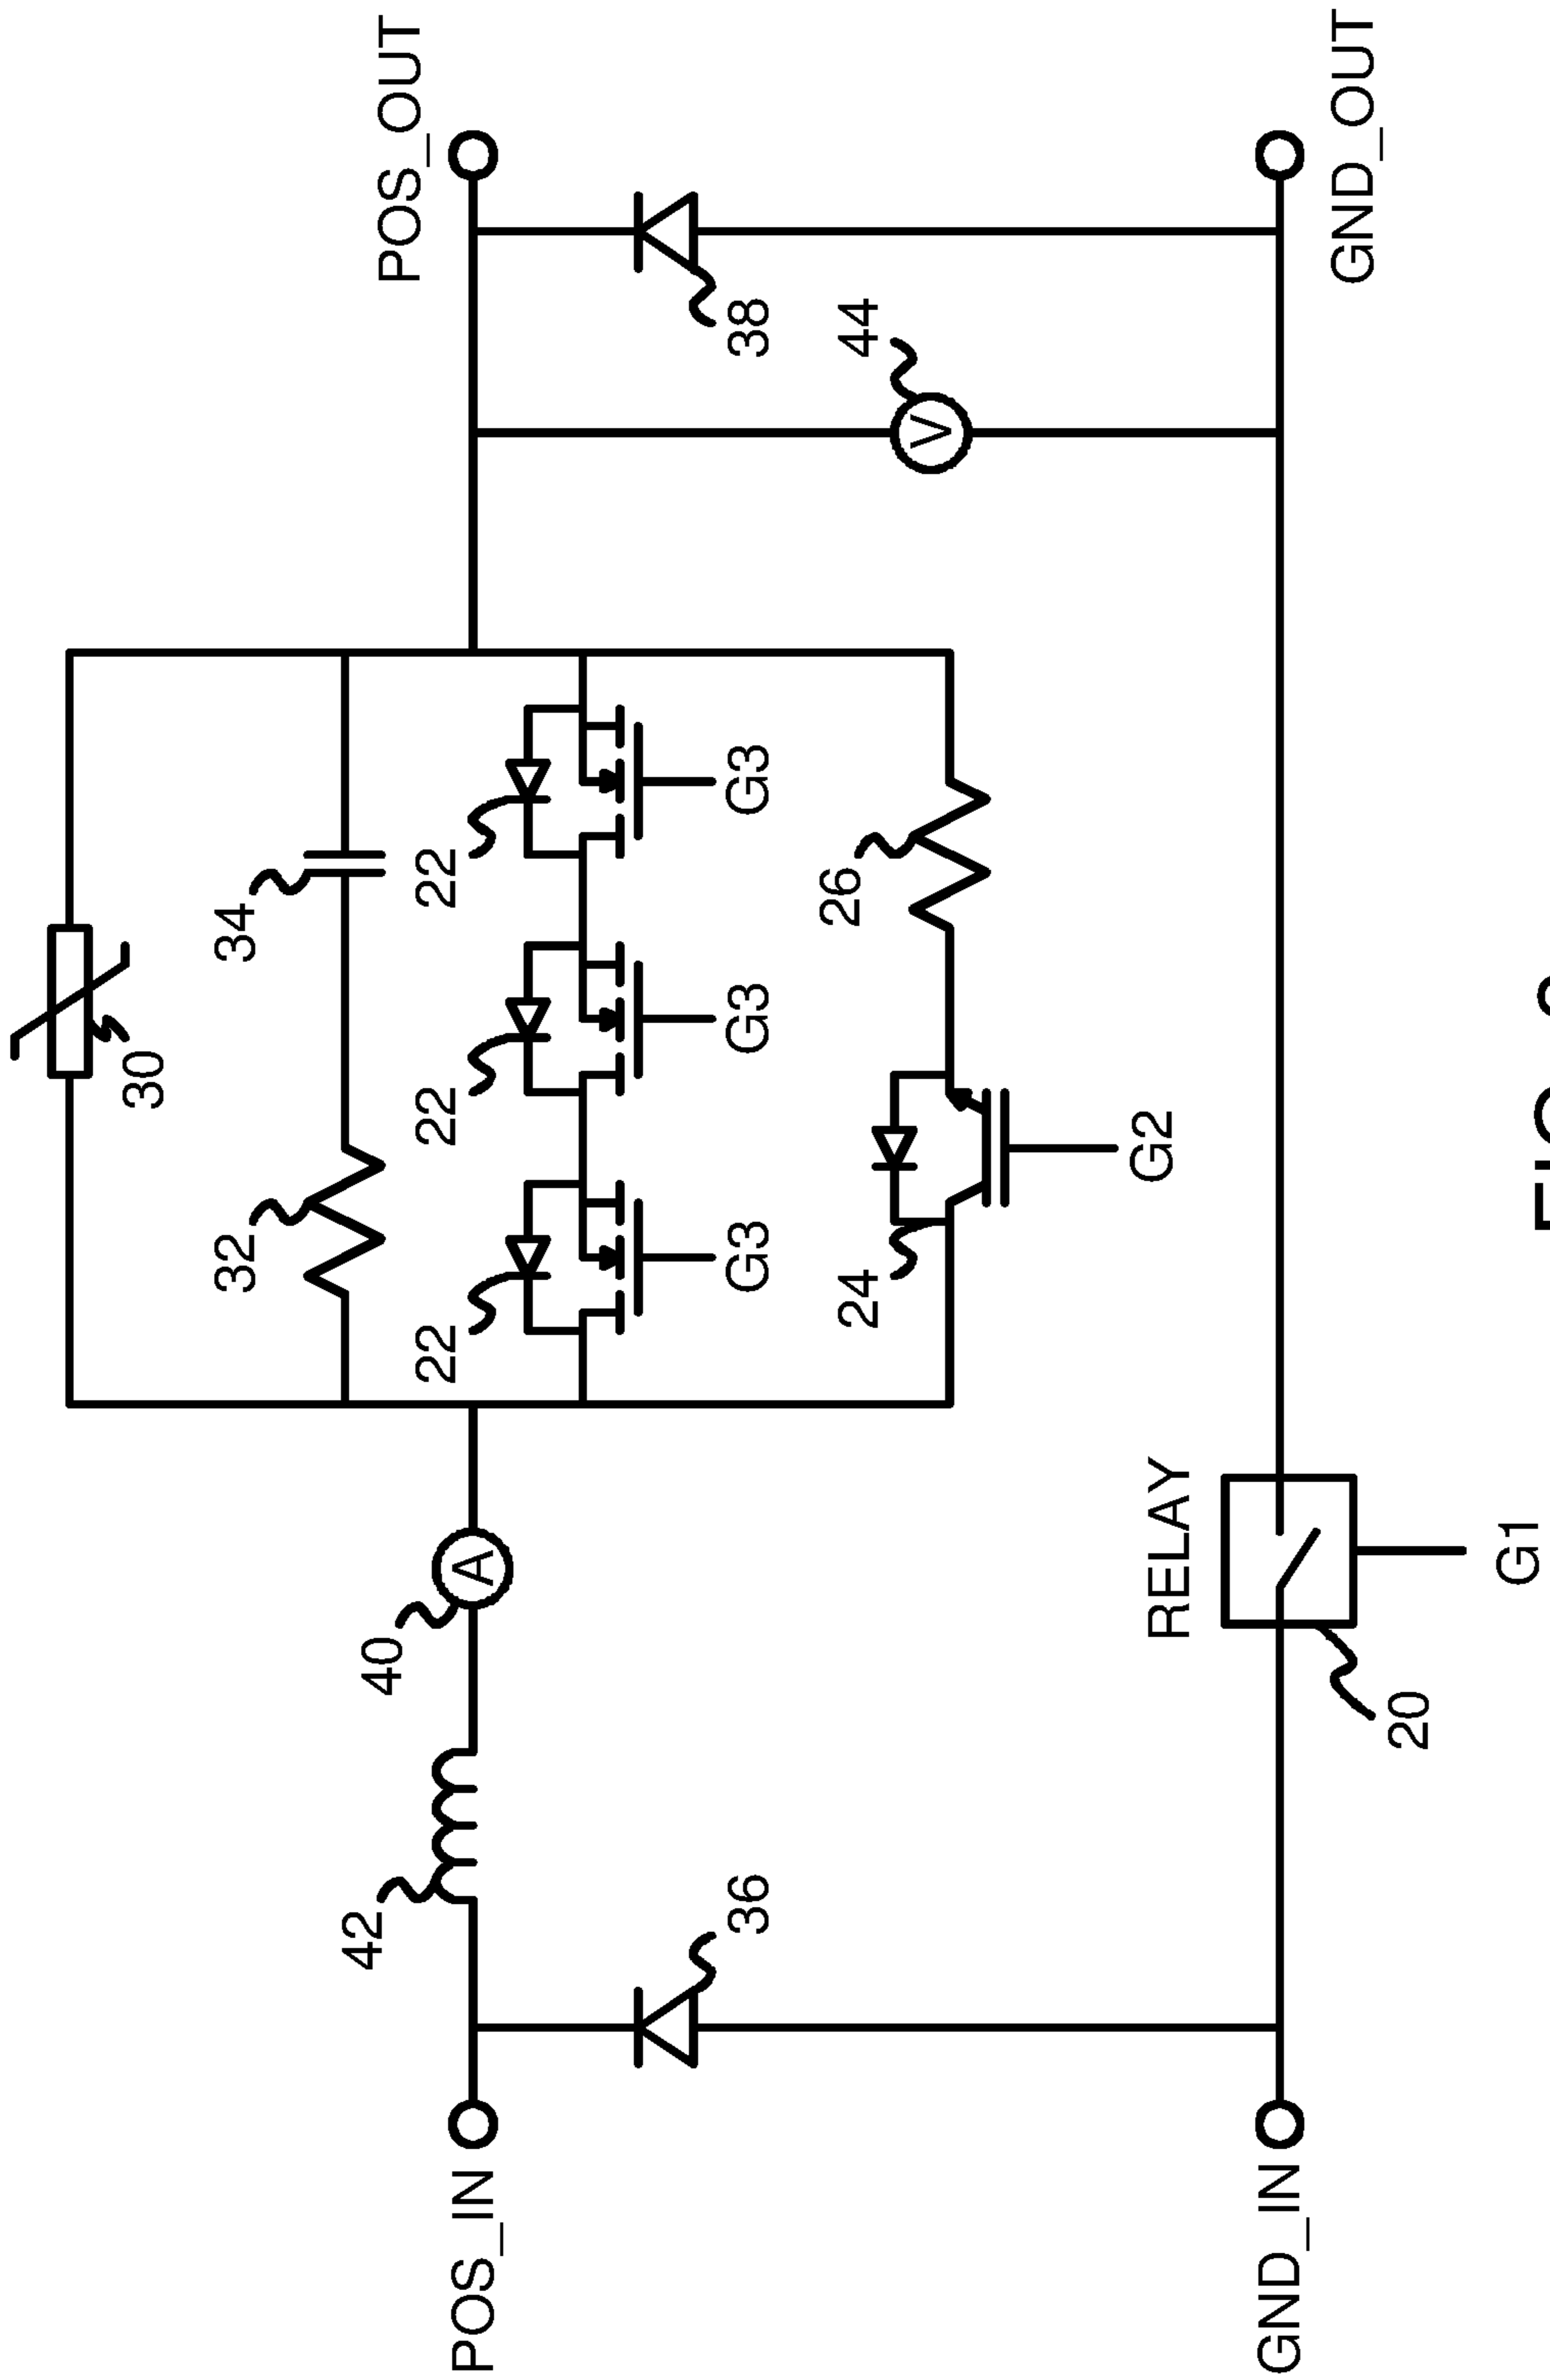 30
34
32
POS_OUT
22
22
22
40
42
G3
G3
G3
38
36
26
44
24
POS_IN
G2
RELAY
V
A
GND_OUT
GND_IN
20
G1